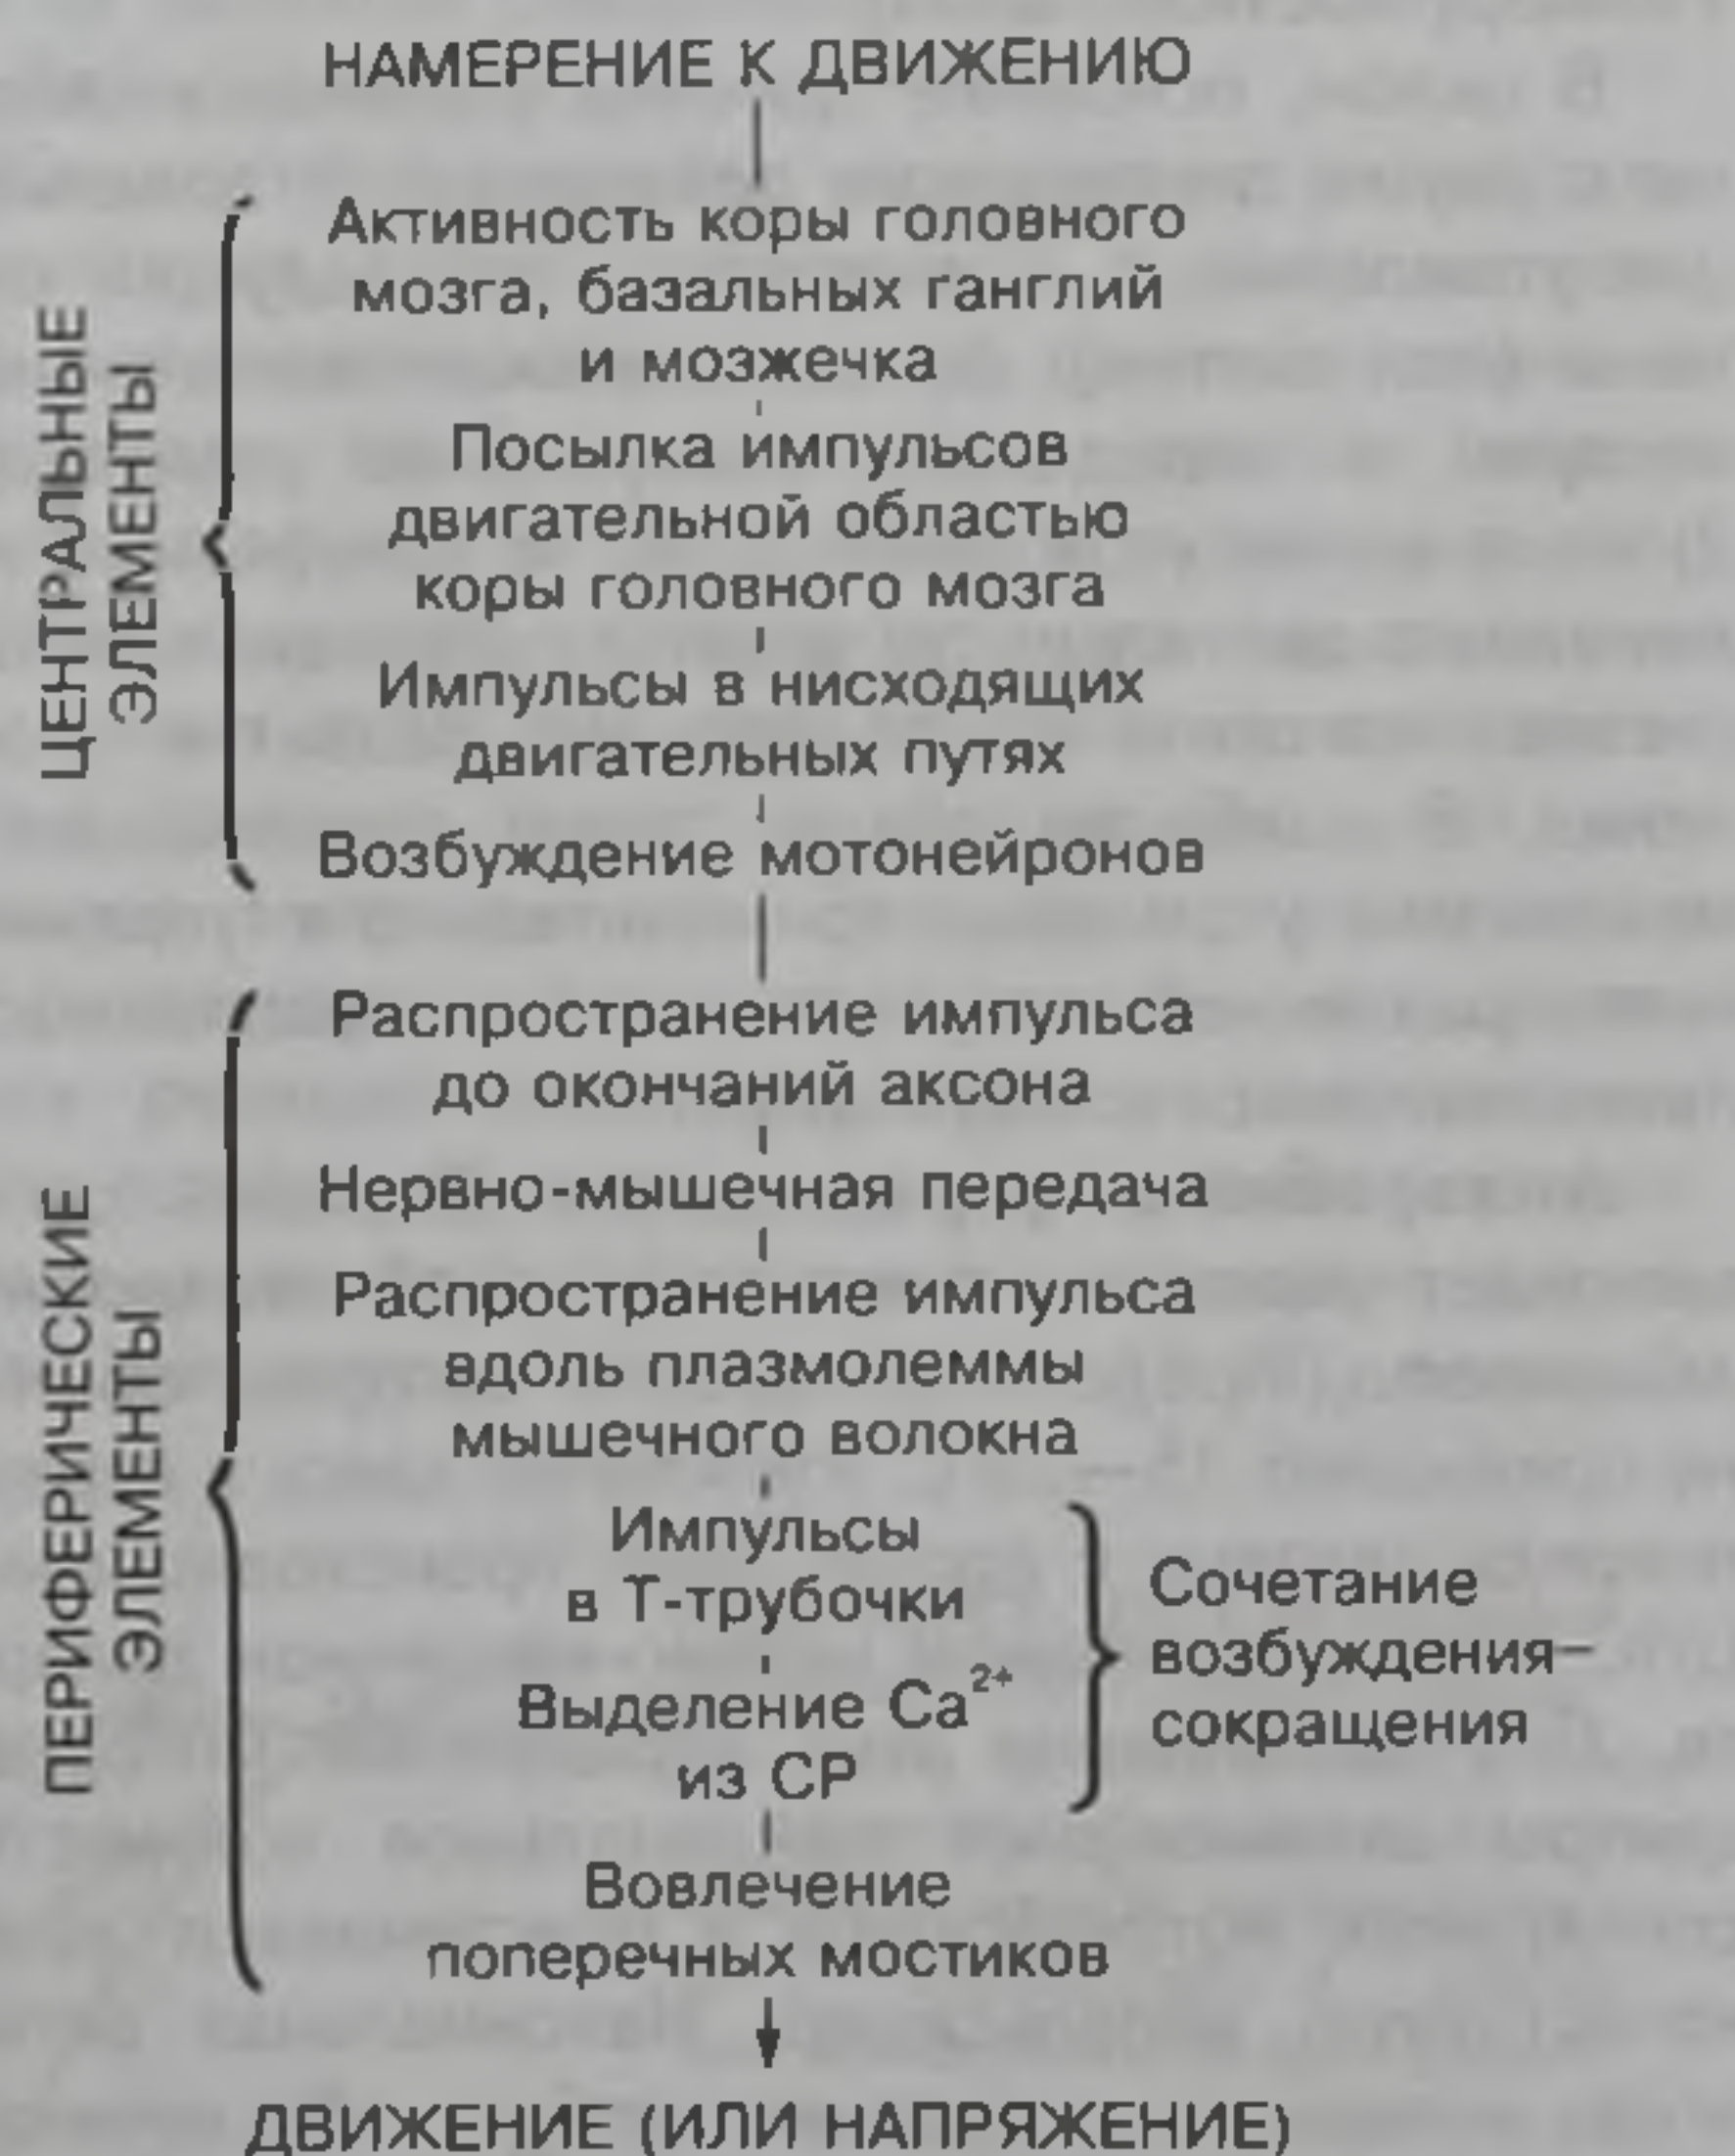 НАМЕРЕНИЕ К ДВИЖЕНИЮ
ЦЕНТРАЛЬНЫЕ
ЭЛЕМЕНТЫ
Активность коры головного
мозга, базальных ганглий
и мозжечка
Посылка импульсов
двигательной областью
коры головного мозга
Импульсы в нисходящих
двигательных путях
Возбуждение мотонейронов
ПЕРИФЕРИЧЕСКИЕ
ЭЛЕМЕНТЫ
Распространение импульса
до окончаний аксона
Нервно-мышечная передача
Распространение импульса
вдоль плазмолеммы
мышечного волокна
Импульсы
в Т-трубочки
Выделение Ca²⁺
из СР
Сочетание
возбуждения–
сокращения
Вовлечение
поперечных мостиков
ДВИЖЕНИЕ (ИЛИ НАПРЯЖЕНИЕ)